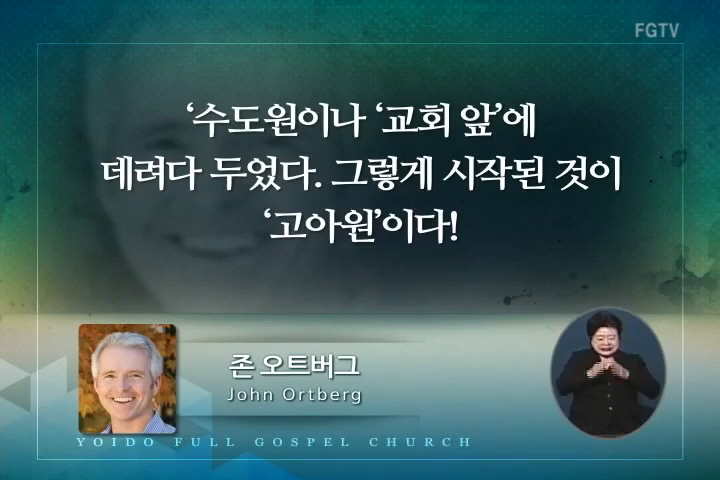 FGTV
‘수도원이나 ‘교회 앞’에
데려다 두었다. 그렇게 시작된 것이
‘고아원’이다!
존 오트버그
John Ortberg
YOIDO FULL GOSPEL CHURCH